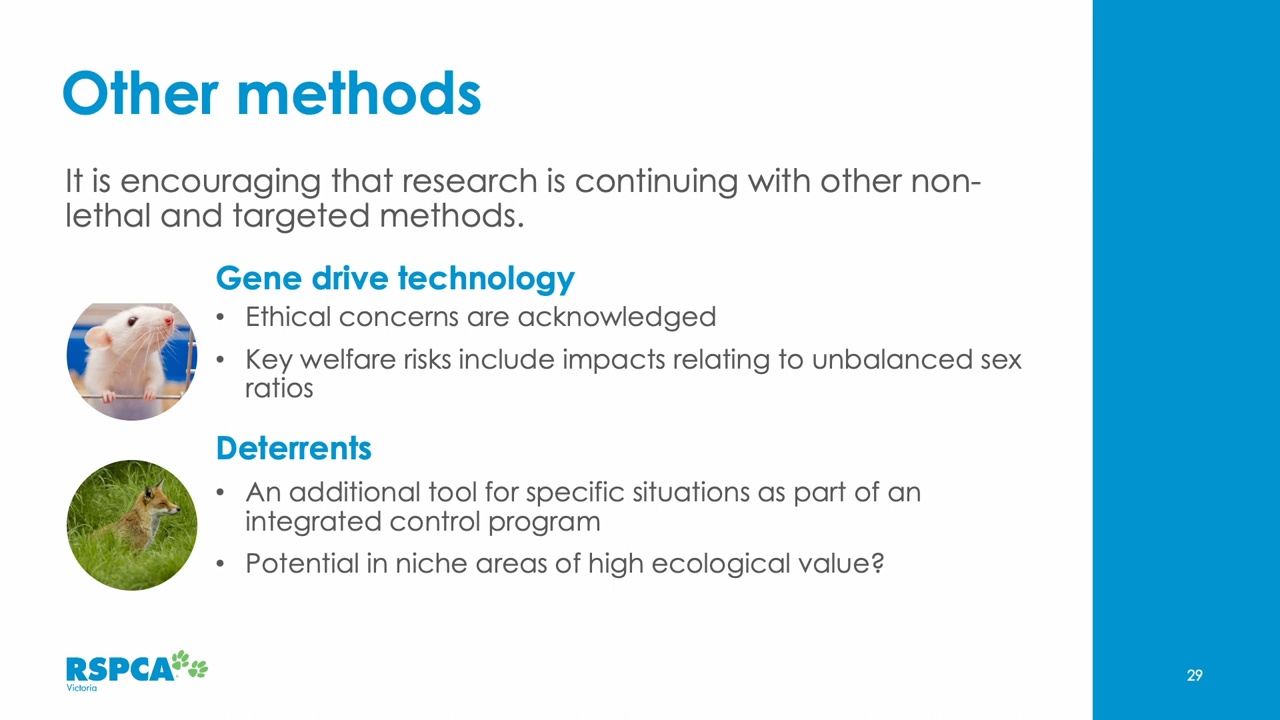 Other methods
It is encouraging that research is continuing with other non-
lethal and targeted methods.
Gene drive technology
• Ethical concerns are acknowledged
• Key welfare risks include impacts relating to unbalanced sex
ratios
Deterrents
• An additional tool for specific situations as part of an
integrated control program
• Potential in niche areas of high ecological value?
RSPCA
Victoria
29